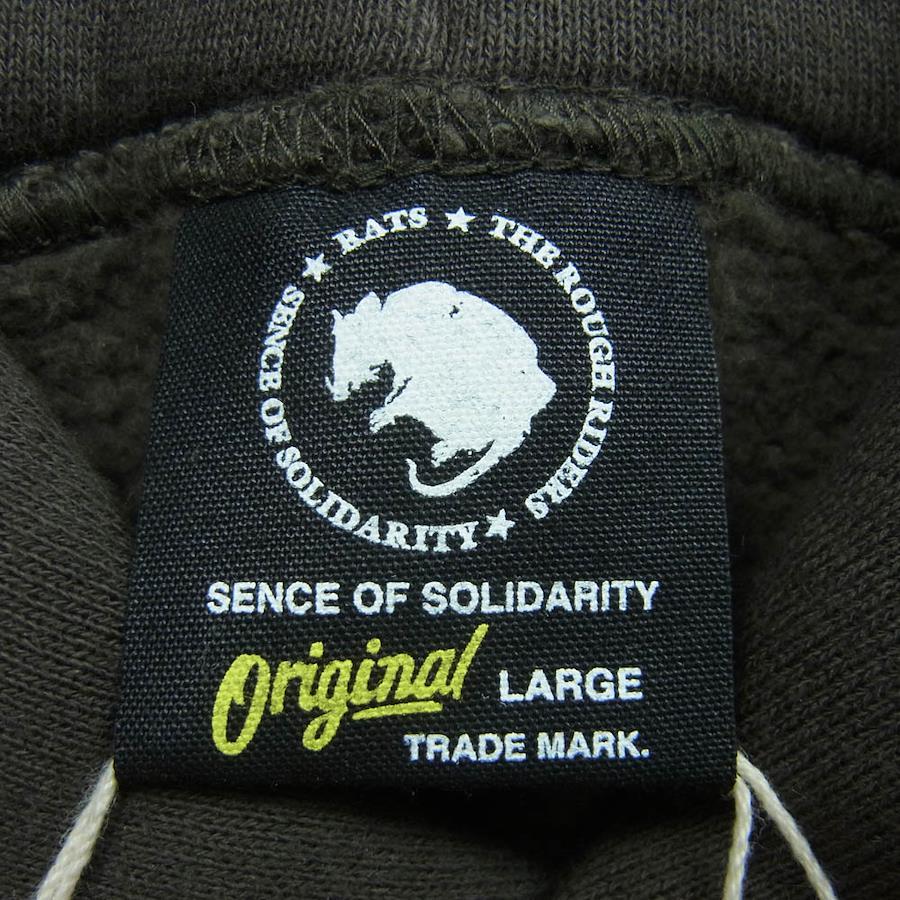 RATS ★ THE ROUGH RIDERS ★ SENCE OF SOLIDARITY ★
SENCE OF SOLIDARITY
Original LARGE
TRADE MARK.